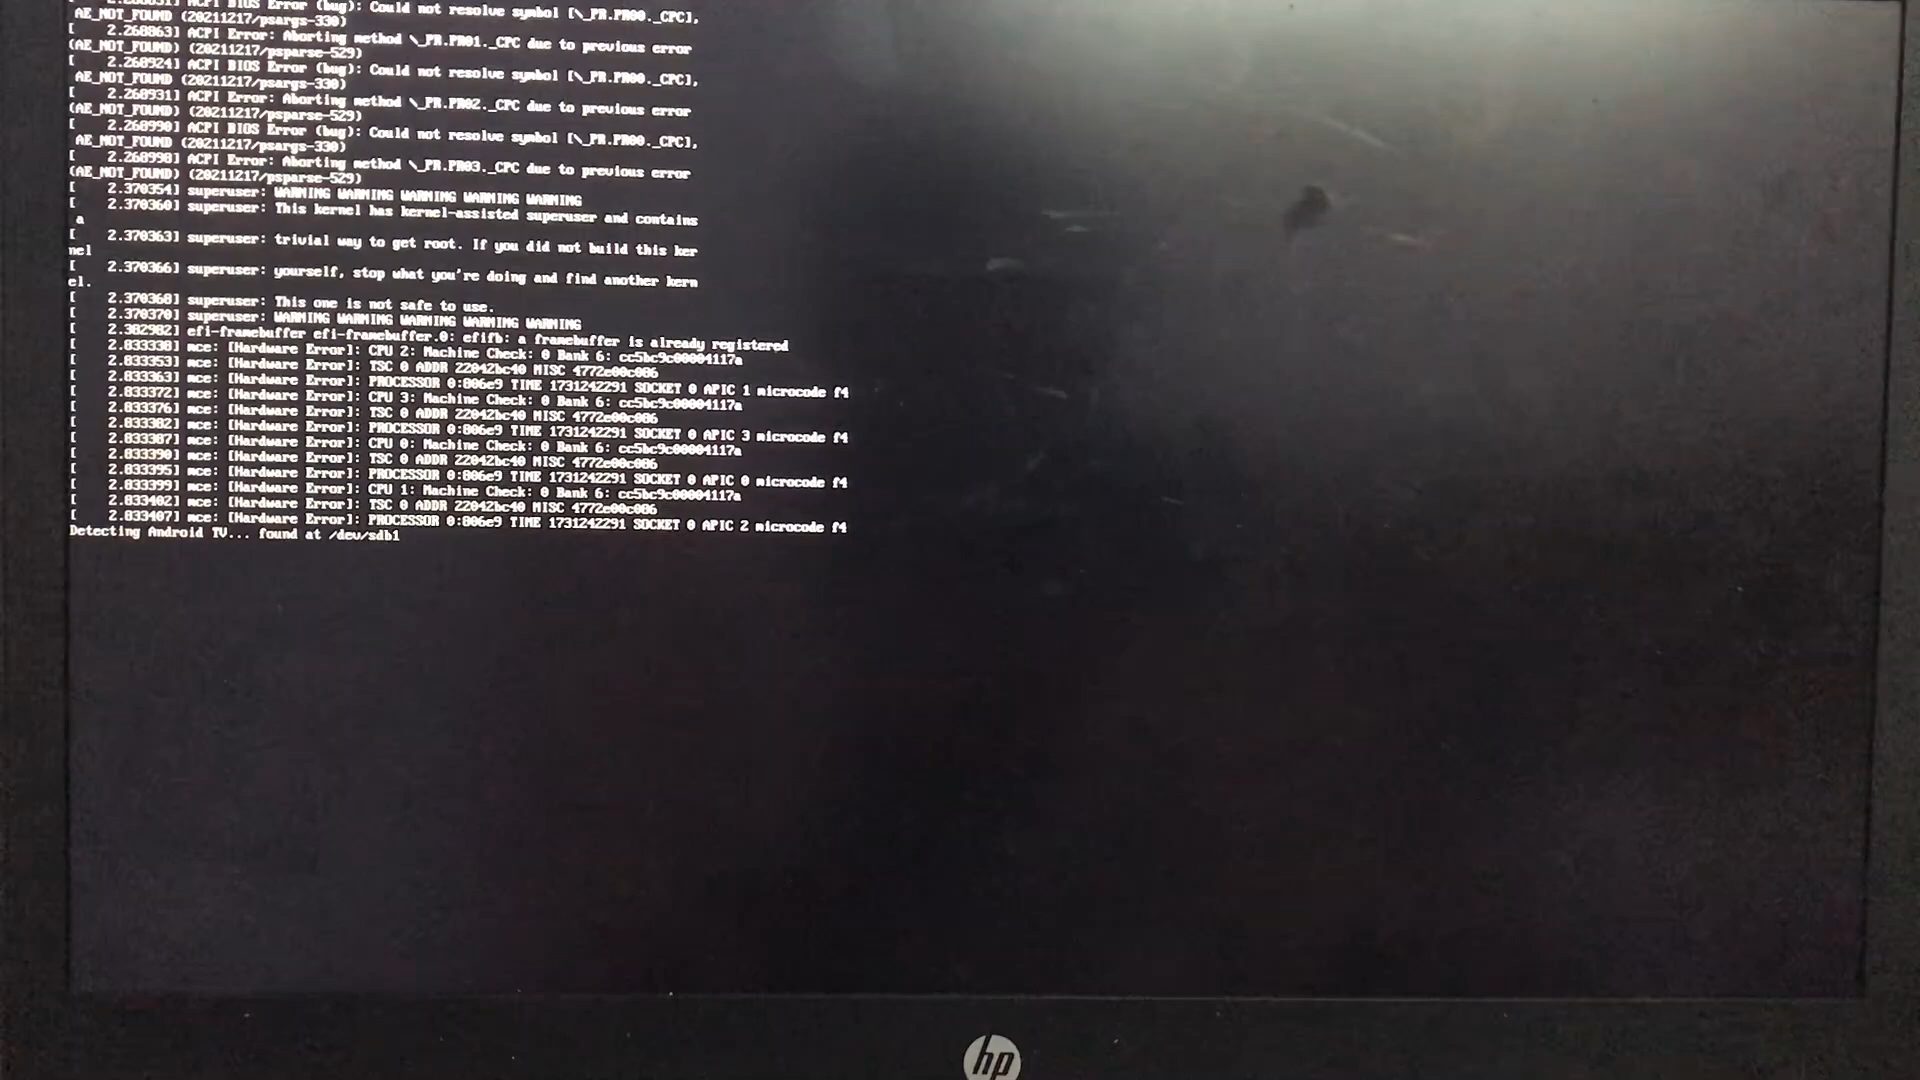 ACPI BIOS Error (bug): Could not resolve symbol [\_PR.PR00._CPC],
AE_NOT_FOUND (20211217/psargs-330)
[    2.268863] ACPI Error: Aborting method \_PR.PR01._CPC due to previous error
(AE_NOT_FOUND) (20211217/psparse-529)
[    2.268924] ACPI BIOS Error (bug): Could not resolve symbol [\_PR.PR00._CPC],
AE_NOT_FOUND (20211217/psargs-330)
[    2.268931] ACPI Error: Aborting method \_PR.PR02._CPC due to previous error
(AE_NOT_FOUND) (20211217/psparse-529)
[    2.268990] ACPI BIOS Error (bug): Could not resolve symbol [\_PR.PR00._CPC],
AE_NOT_FOUND (20211217/psargs-330)
[    2.268998] ACPI Error: Aborting method \_PR.PR03._CPC due to previous error
(AE_NOT_FOUND) (20211217/psparse-529)
[    2.370354] superuser: WARNING WARNING WARNING WARNING WARNING
[    2.370360] superuser: This kernel has kernel-assisted superuser and contains
a
[    2.370363] superuser: trivial way to get root. If you did not build this ker
nel
[    2.370366] superuser: yourself, stop what you're doing and find another kern
el.
[    2.370368] superuser: This one is not safe to use.
[    2.370370] superuser: WARNING WARNING WARNING WARNING WARNING
[    2.382982] efi-framebuffer efi-framebuffer.0: efifb: a framebuffer is already registered
[    2.833338] mce: [Hardware Error]: CPU 2: Machine Check: 0 Bank 6: cc5bc9c00004117a
[    2.833353] mce: [Hardware Error]: TSC 0 ADDR 22042bc40 MISC 4772e00c086
[    2.833363] mce: [Hardware Error]: PROCESSOR 0:806e9 TIME 1731242291 SOCKET 0 APIC 1 microcode f4
[    2.833372] mce: [Hardware Error]: CPU 3: Machine Check: 0 Bank 6: cc5bc9c00004117a
[    2.833376] mce: [Hardware Error]: TSC 0 ADDR 22042bc40 MISC 4772e00c086
[    2.833382] mce: [Hardware Error]: PROCESSOR 0:806e9 TIME 1731242291 SOCKET 0 APIC 3 microcode f4
[    2.833387] mce: [Hardware Error]: CPU 0: Machine Check: 0 Bank 6: cc5bc9c00004117a
[    2.833390] mce: [Hardware Error]: TSC 0 ADDR 22042bc40 MISC 4772e00c086
[    2.833395] mce: [Hardware Error]: PROCESSOR 0:806e9 TIME 1731242291 SOCKET 0 APIC 0 microcode f4
[    2.833399] mce: [Hardware Error]: CPU 1: Machine Check: 0 Bank 6: cc5bc9c00004117a
[    2.833402] mce: [Hardware Error]: TSC 0 ADDR 22042bc40 MISC 4772e00c086
[    2.833407] mce: [Hardware Error]: PROCESSOR 0:806e9 TIME 1731242291 SOCKET 0 APIC 2 microcode f4
Detecting Android TV... found at /dev/sdb1
hp